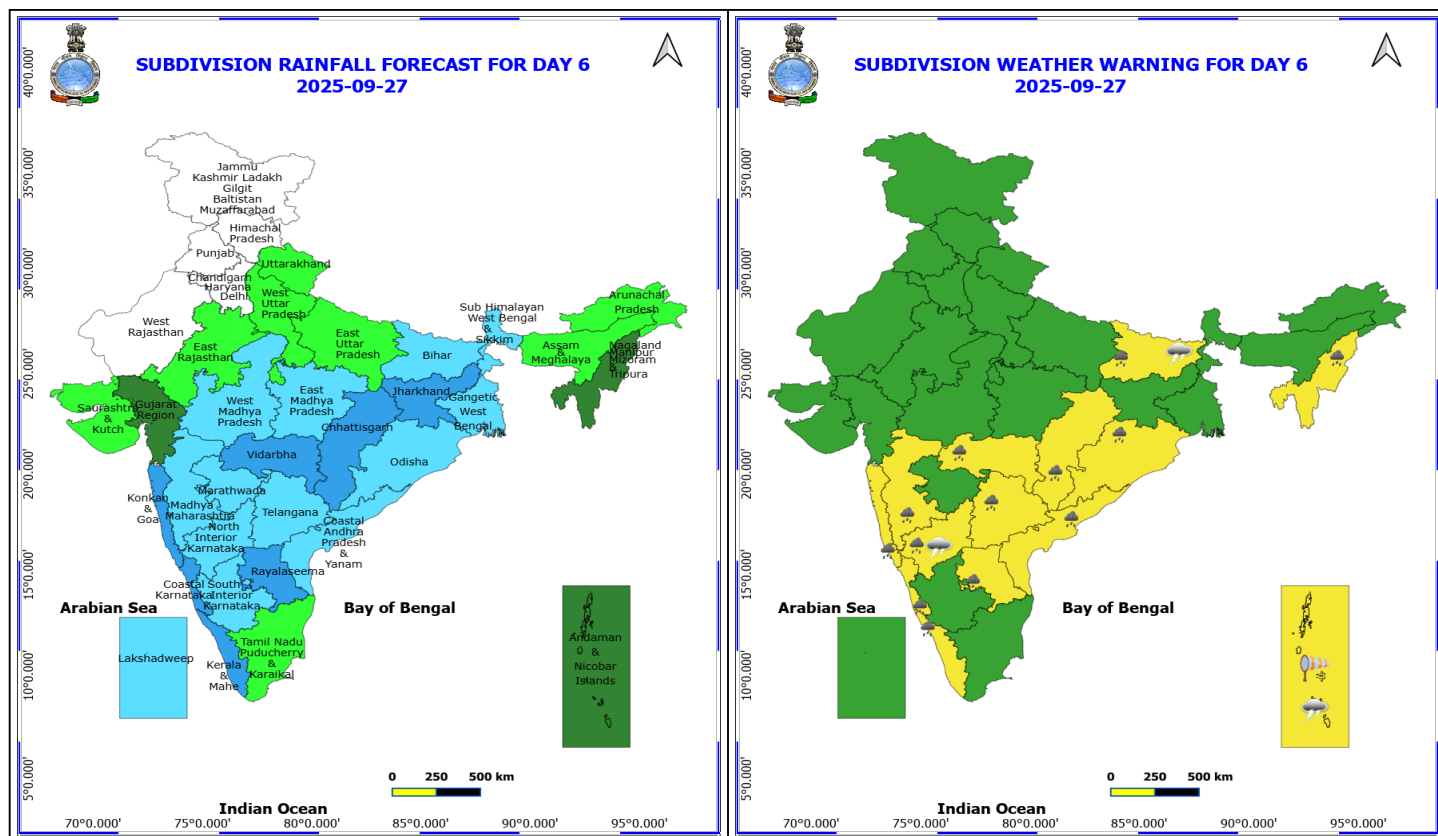 SUBDIVISION RAINFALL FORECAST FOR DAY 6
2025-09-27
40°0.000'
35°0.000'
30°0.000'
25°0.000'
20°0.000'
15°0.000'
10°0.000'
5°0.000'
Jammu
Kashmir Ladakh
Gilgit
Baltistan
Muzaffarabad
Himachal
Pradesh
Punjab
Uttarakhand
Chandigarh
Haryana
Delhi
West
Uttar
Pradesh
West
Rajasthan
East
Rajasthan
East
Uttar
Pradesh
Sub Himalayan
West Bengal
&
Sikkim
Arunachal
Pradesh
Assam
&
Meghalaya
Nagaland
Manipur
Mizoram
&
Tripura
Bihar
Saurashtra
&
Kutch
Gujarat
Region
West
Madhya
Pradesh
East
Madhya
Pradesh
Jharkhand
Gangetic
West
Bengal
Chhattisgarh
Vidarbha
Odisha
Konkan
&
Goa
Madhya
Maharashtra
Marathwada
Telangana
North
Interior
Karnataka
Coastal
Andhra
Pradesh
&
Yanam
Rayalaseema
Coastal
Karnataka
South
Interior
Karnataka
Arabian Sea
Bay of Bengal
Lakshadweep
Kerala
&
Mahe
Tamil Nadu
Puducherry
&
Karaikal
Andaman
&
Nicobar
Islands
0 250 500 km
Indian Ocean
70°0.000' 75°0.000' 80°0.000' 85°0.000' 90°0.000' 95°0.000'
SUBDIVISION WEATHER WARNING FOR DAY 6
2025-09-27
40°0.000'
35°0.000'
30°0.000'
25°0.000'
20°0.000'
15°0.000'
10°0.000'
5°0.000'
Arabian Sea
Bay of Bengal
0 250 500 km
Indian Ocean
70°0.000' 75°0.000' 80°0.000' 85°0.000' 90°0.000' 95°0.000'